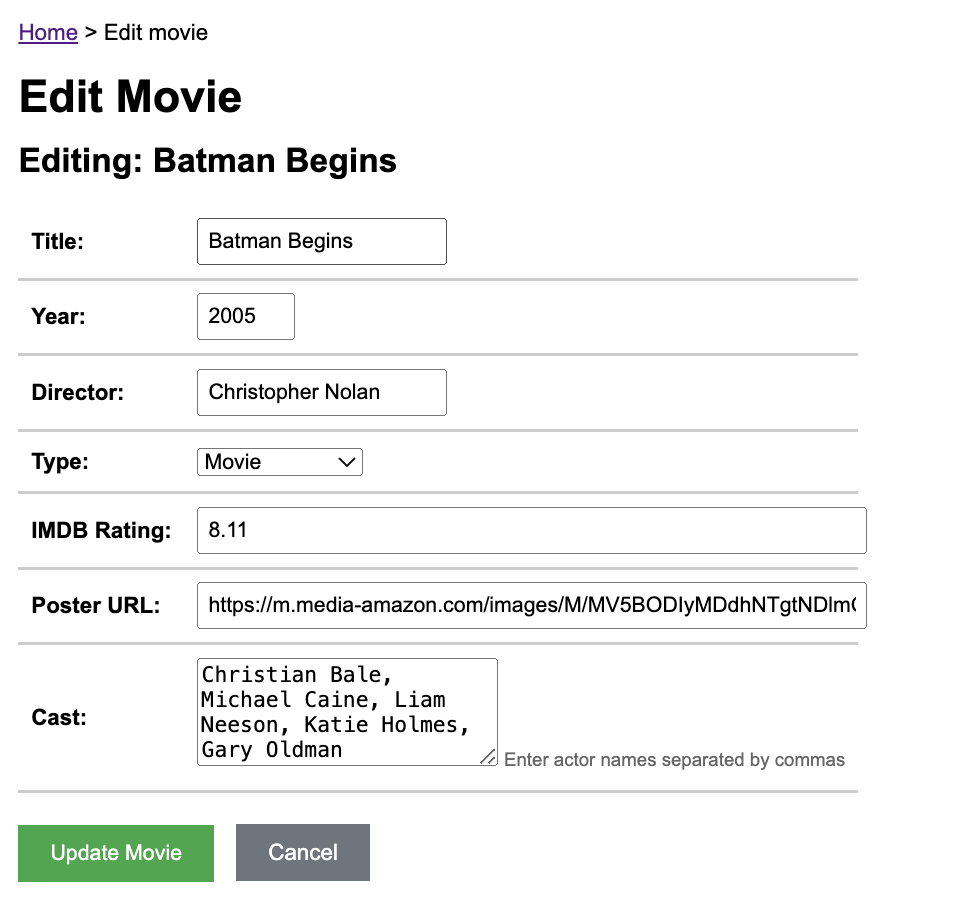 Home > Edit movie
Edit Movie
Editing: Batman Begins
Title: Batman Begins
Year: 2005
Director: Christopher Nolan
Type: Movie
IMDB Rating: 8.11
Poster URL: https://m.media-amazon.com/images/M/MV5BODIyMDdhNTgtNDlm
Cast:
Christian Bale,
Michael Caine, Liam
Neeson, Katie Holmes,
Gary Oldman
Enter actor names separated by commas
Update Movie Cancel